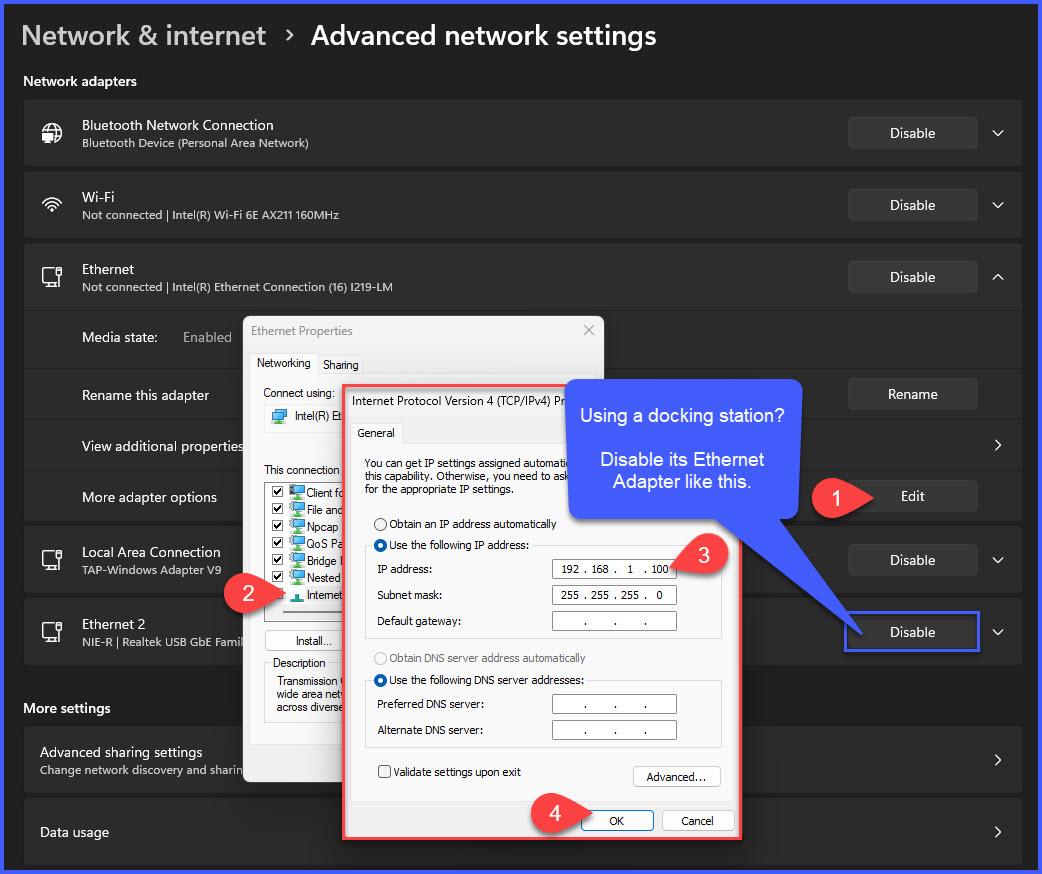 Network & internet > Advanced network settings
Network adapters
Bluetooth Network Connection
Bluetooth Device (Personal Area Network)
Disable
Wi-Fi
Not connected | Intel(R) Wi-Fi 6E AX211 160MHz
Disable
Ethernet
Not connected | Intel(R) Ethernet Connection (16) I219-LM
Disable
Media state: Enabled
Rename this adapter
Rename
View additional properties
More adapter options
Edit
Local Area Connection
TAP-Windows Adapter V9
Disable
Ethernet 2
NIE-R | Realtek USB GbE Famil
Disable
More settings
Advanced sharing settings
Change network discovery and sharin
Data usage
Ethernet Properties
Networking
Sharing
Connect using:
Intel(R) Et
This connection
Client fo
File and
Npcap
QoS Pa
Bridge
Nested
Internet
Install...
Description
Transmission
wide area net
across diverse
Internet Protocol Version 4 (TCP/IPv4) Pr
General
You can get IP settings assigned automatic
this capability. Otherwise, you need to ask
for the appropriate IP settings.
Obtain an IP address automatically
Use the following IP address:
IP address: 192 . 168 . 1 . 100
Subnet mask: 255 . 255 . 255 . 0
Default gateway: . . .
Obtain DNS server address automatically
Use the following DNS server addresses:
Preferred DNS server: . . .
Alternate DNS server: . . .
Validate settings upon exit
Advanced...
OK
Cancel
Using a docking station?
Disable its Ethernet
Adapter like this.
1
2
3
4